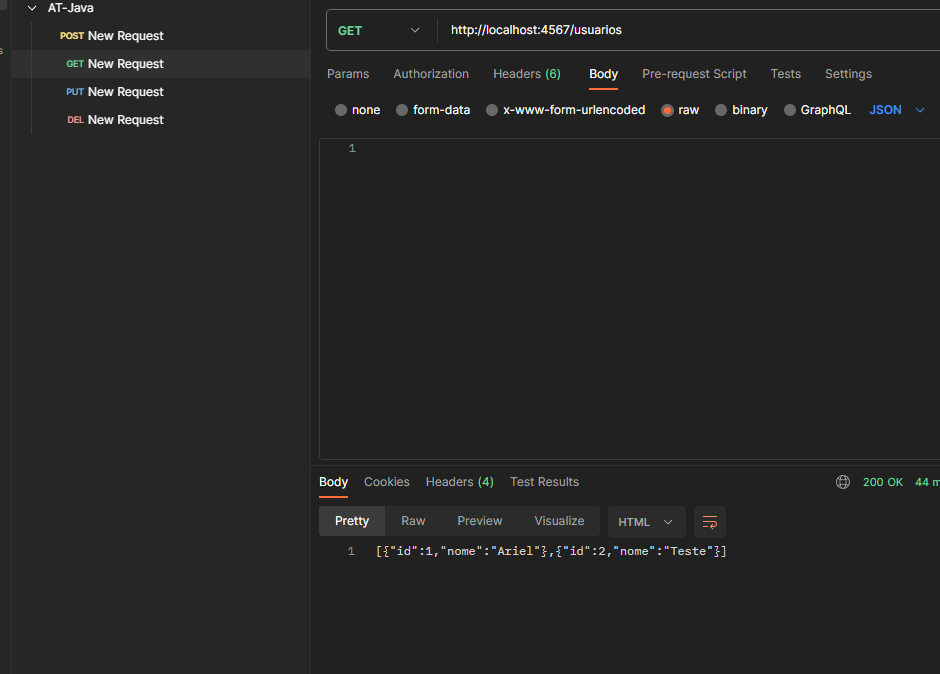 AT-Java
POST New Request
GET New Request
PUT New Request
DEL New Request
GET http://localhost:4567/usuarios
Params Authorization Headers (6) Body Pre-request Script Tests Settings
none form-data x-www-form-urlencoded raw binary GraphQL JSON
1
Body Cookies Headers (4) Test Results 200 OK 44 m
Pretty Raw Preview Visualize HTML
1 [{"id":1,"nome":"Ariel"},{"id":2,"nome":"Teste"}]